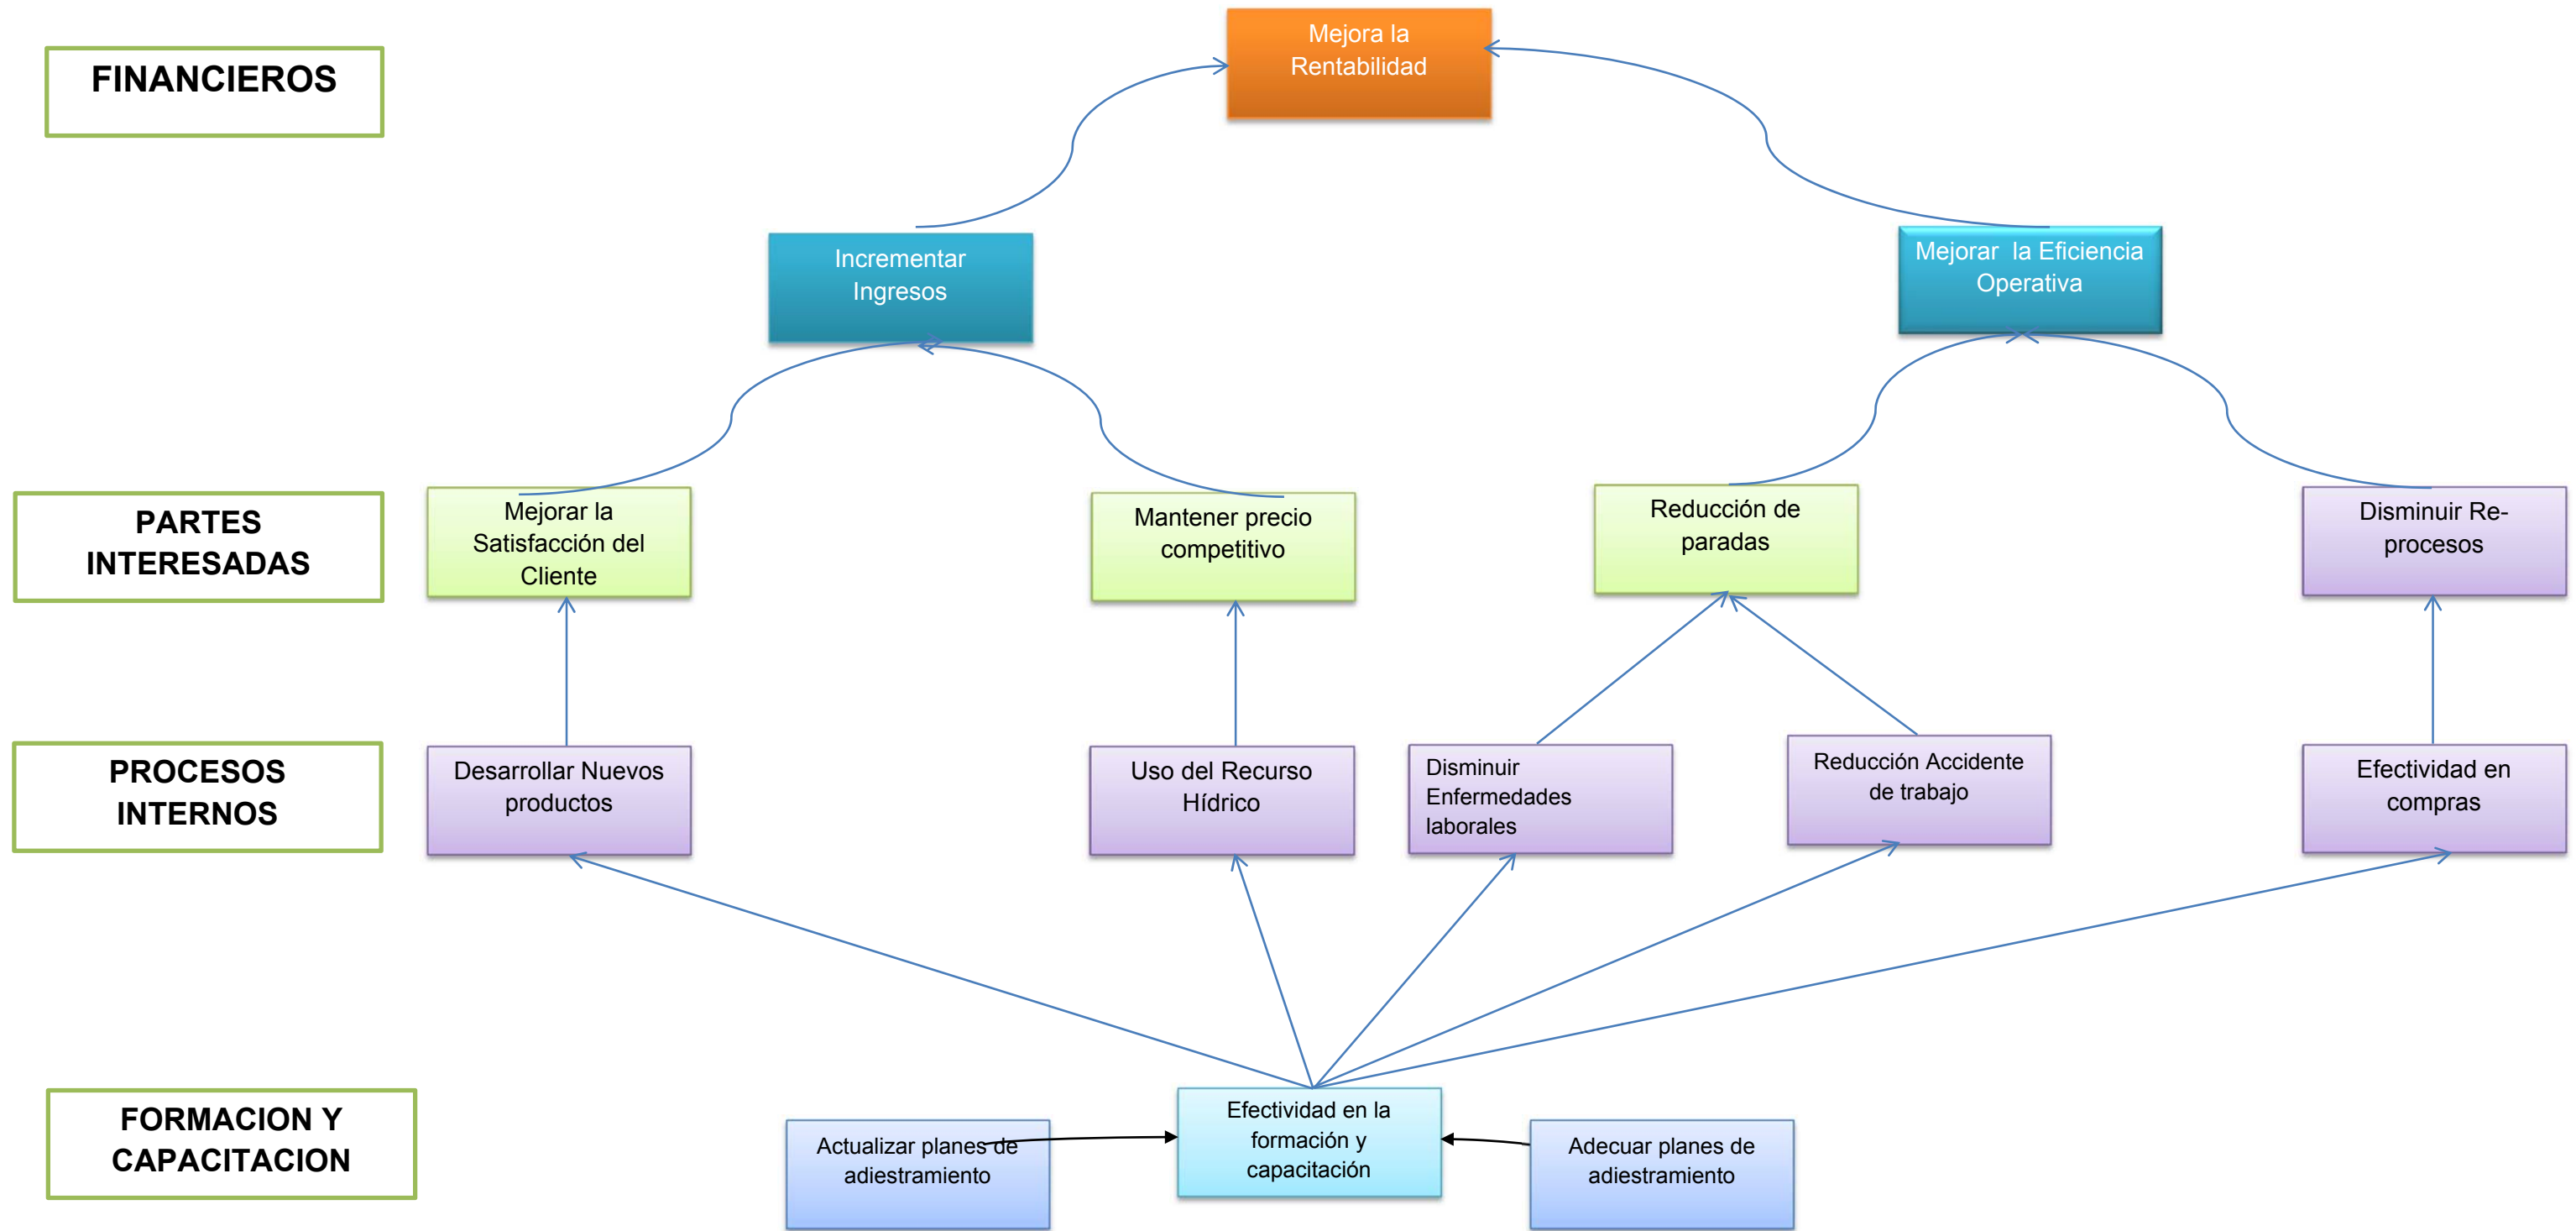 FINANCIEROS
Mejora la
Rentabilidad
Incrementar
Ingresos
Mejorar la Eficiencia
Operativa
PARTES
INTERESADAS
Mejorar la
Satisfacción del
Cliente
Mantener precio
competitivo
Reducción de
paradas
Disminuir Re-
procesos
PROCESOS
INTERNOS
Desarrollar Nuevos
productos
Uso del Recurso
Hídrico
Disminuir
Enfermedades
laborales
Reducción Accidente
de trabajo
Efectividad en
compras
FORMACION Y
CAPACITACION
Actualizar planes de
adiestramiento
Efectividad en la
formación y
capacitación
Adecuar planes de
adiestramiento